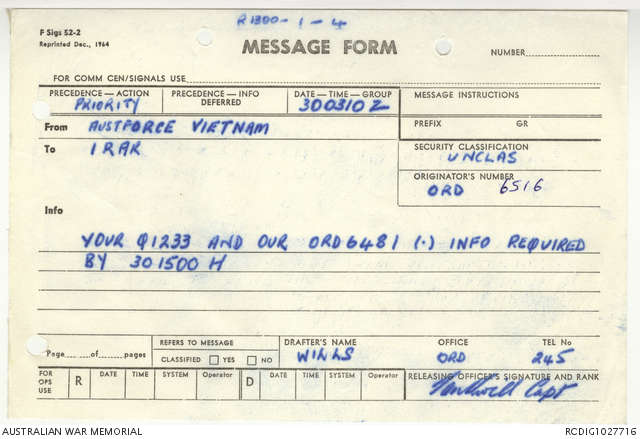 R1300-1-4
F Sigs 52-2
Reprinted Dec., 1964
MESSAGE FORM
NUMBER
FOR COMM CEN/SIGNALS USE
PRECEDENCE—ACTION
PRIORITY
PRECEDENCE—INFO
DEFERRED
DATE—TIME—GROUP
300310Z
MESSAGE INSTRUCTIONS
From AUSTFORCE VIETNAM
PREFIX GR
To 1 RAR
SECURITY CLASSIFICATION
UNCLAS
ORIGINATOR'S NUMBER
ORD 6516
Info
YOUR Q1233 AND OUR ORD6481 (.) INFO REQUIRED
BY 301500 H
Page of pages
REFERS TO MESSAGE
CLASSIFIED YES NO
DRAFTER'S NAME
WILLS
OFFICE
ORD
TEL No
245
FOR OPS USE
R DATE TIME SYSTEM Operator
D DATE TIME SYSTEM Operator
RELEASING OFFICER'S SIGNATURE AND RANK
Capt
AUSTRALIAN WAR MEMORIAL
RCDIG1027716